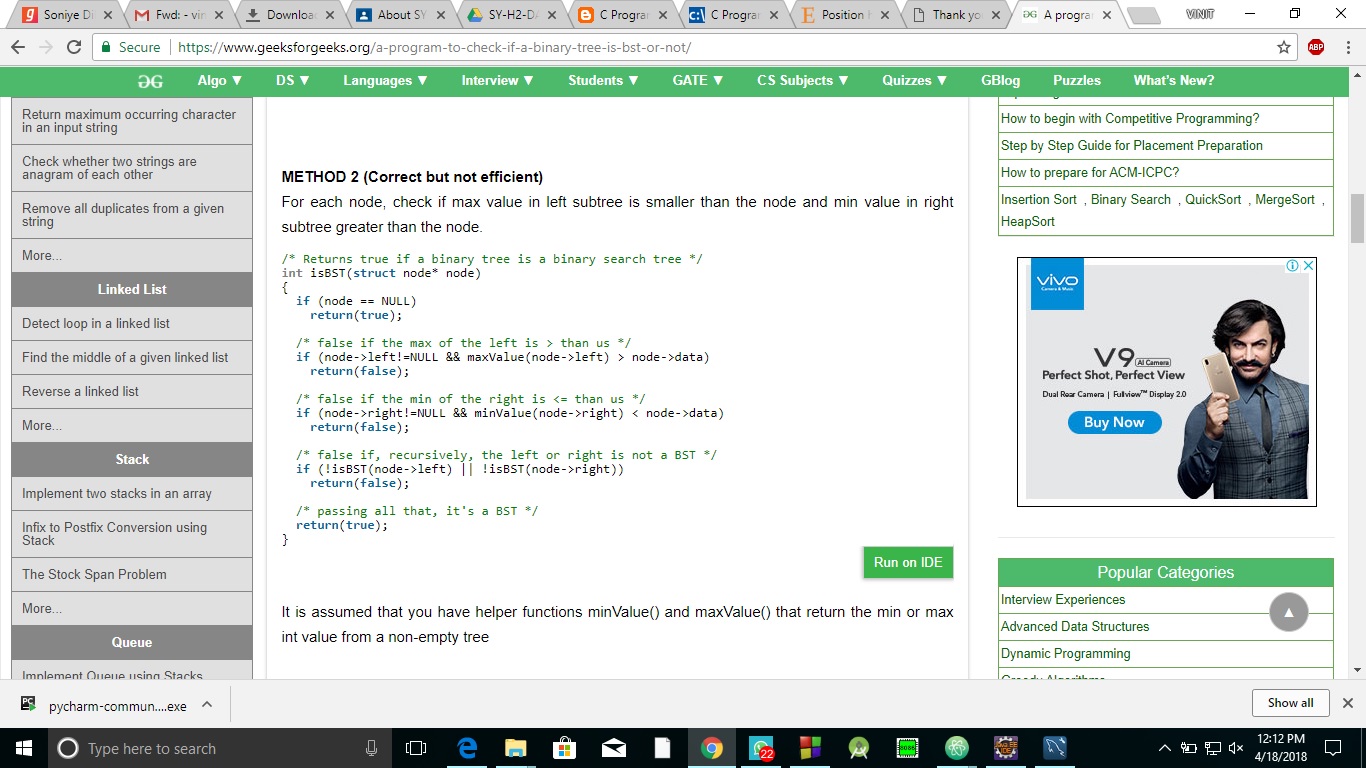 Soniye Di
Fwd: - vin
Downloa
About SY
SY-H2-DA
C Progran
C Progran
Position H
Thank yo
A progra
VINIT
Secure https://www.geeksforgeeks.org/a-program-to-check-if-a-binary-tree-is-bst-or-not/
Algo ▼ DS ▼ Languages ▼ Interview ▼ Students ▼ GATE ▼ CS Subjects ▼ Quizzes ▼ GBlog Puzzles What's New?
Return maximum occurring character
in an input string
Check whether two strings are
anagram of each other
Remove all duplicates from a given
string
More...
Linked List
Detect loop in a linked list
Find the middle of a given linked list
Reverse a linked list
More...
Stack
Implement two stacks in an array
Infix to Postfix Conversion using
Stack
The Stock Span Problem
More...
Queue
Implement Queue using Stacks
METHOD 2 (Correct but not efficient)
For each node, check if max value in left subtree is smaller than the node and min value in right
subtree greater than the node.
/* Returns true if a binary tree is a binary search tree */
int isBST(struct node* node)
{
if (node == NULL)
return(true);
/* false if the max of the left is > than us */
if (node->left!=NULL && maxValue(node->left) > node->data)
return(false);
/* false if the min of the right is <= than us */
if (node->right!=NULL && minValue(node->right) < node->data)
return(false);
/* false if, recursively, the left or right is not a BST */
if (!isBST(node->left) || !isBST(node->right))
return(false);
/* passing all that, it's a BST */
return(true);
}
Run on IDE
It is assumed that you have helper functions minValue() and maxValue() that return the min or max
int value from a non-empty tree
How to begin with Competitive Programming?
Step by Step Guide for Placement Preparation
How to prepare for ACM-ICPC?
Insertion Sort , Binary Search , QuickSort , MergeSort ,
HeapSort
vivo
Camera & Music
V9 AI Camera
Perfect Shot, Perfect View
Dual Rear Camera | Fullview™ Display 2.0
Buy Now
Popular Categories
Interview Experiences
Advanced Data Structures
Dynamic Programming
Greedy Algorithms
pycharm-commun....exe
Show all
Type here to search
22
12:12 PM
4/18/2018